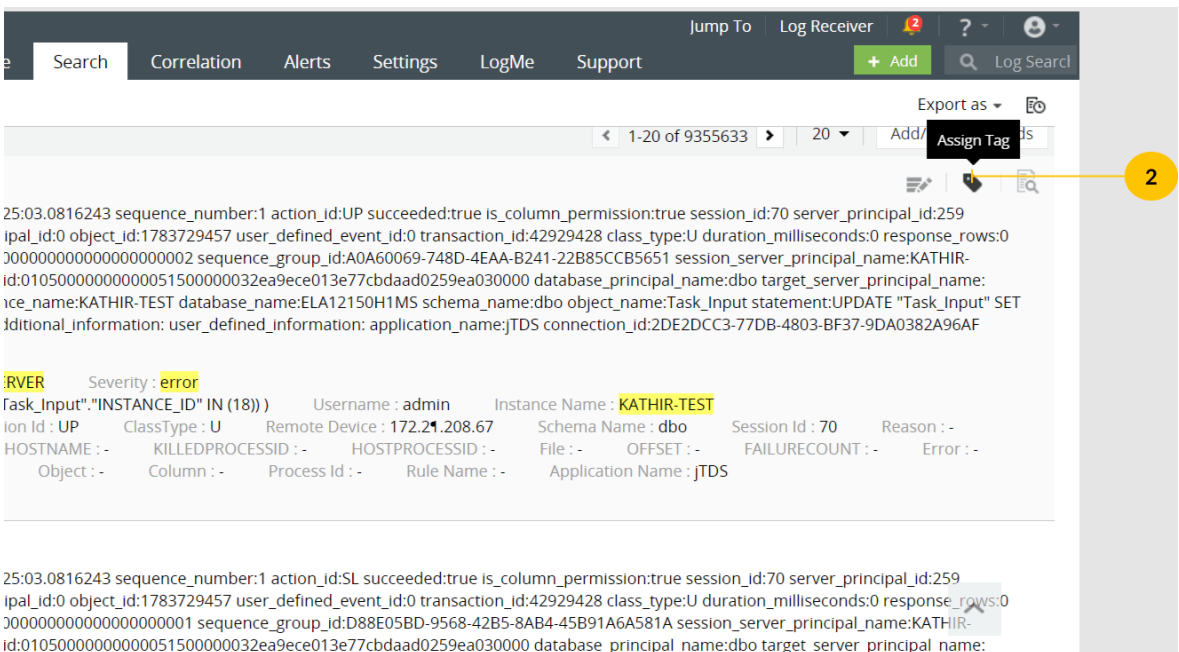 Jump To Log Receiver 2 ?
e Search Correlation Alerts Settings LogMe Support + Add Log Search
Export as
1-20 of 9355633 20 Add/ ds
Assign Tag
2
25:03.0816243 sequence_number:1 action_id:UP succeeded:true is_column_permission:true session_id:70 server_principal_id:259
ipal_id:0 object_id:1783729457 user_defined_event_id:0 transaction_id:42929428 class_type:U duration_milliseconds:0 response_rows:0
000000000000000000002 sequence_group_id:A0A60069-748D-4EAA-B241-22B85CCB5651 session_server_principal_name:KATHIR-
id:010500000000000051500000032ea9ece013e77cbdaad0259ea030000 database_principal_name:dbo target_server_principal_name:
nce_name:KATHIR-TEST database_name:ELA12150H1MS schema_name:dbo object_name:Task_Input statement:UPDATE "Task_Input" SET
dditional_information: user_defined_information: application_name:jTDS connection_id:2DE2DCC3-77DB-4803-BF37-9DA0382A96AF
ERVER Severity : error
Task_Input"."INSTANCE_ID" IN (18)) ) Username : admin Instance Name : KATHIR-TEST
ion Id : UP ClassType : U Remote Device : 172.21.208.67 Schema Name : dbo Session Id : 70 Reason : -
HOSTNAME : - KILLEDPROCESSID : - HOSTPROCESSID : - File : - OFFSET : - FAILURECOUNT : - Error : -
Object : - Column : - Process Id : - Rule Name : - Application Name : jTDS
25:03.0816243 sequence_number:1 action_id:SL succeeded:true is_column_permission:true session_id:70 server_principal_id:259
ipal_id:0 object_id:1783729457 user_defined_event_id:0 transaction_id:42929428 class_type:U duration_milliseconds:0 response_rows:0
000000000000000000001 sequence_group_id:D88E05BD-9568-42B5-8AB4-45B91A6A581A session_server_principal_name:KATHIR-
id:010500000000000051500000032ea9ece013e77cbdaad0259ea030000 database_principal_name:dbo target_server_principal_name: